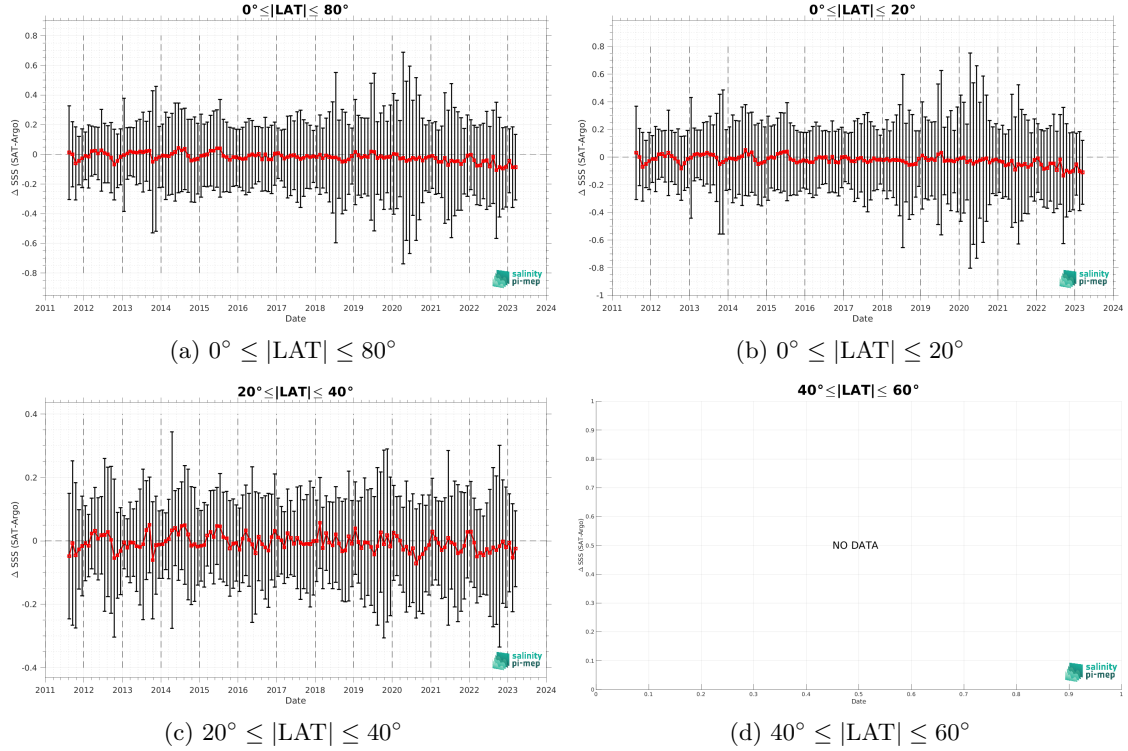 0°≤|LAT|≤ 80°
0.8
0.6
0.4
0.2
0
-0.2
-0.4
-0.6
-0.8
Δ SSS (SAT-Argo)
2011 2012 2013 2014 2015 2016 2017 2018 2019 2020 2021 2022 2023 2024
Date
salinity
pi-mep
(a) 0° ≤ |LAT| ≤ 80°
0°≤|LAT|≤ 20°
0.8
0.6
0.4
0.2
0
-0.2
-0.4
-0.6
-0.8
-1
Δ SSS (SAT-Argo)
2011 2012 2013 2014 2015 2016 2017 2018 2019 2020 2021 2022 2023 2024
Date
salinity
pi-mep
(b) 0° ≤ |LAT| ≤ 20°
20°≤|LAT|≤ 40°
0.4
0.2
0
-0.2
-0.4
Δ SSS (SAT-Argo)
2011 2012 2013 2014 2015 2016 2017 2018 2019 2020 2021 2022 2023 2024
Date
salinity
pi-mep
(c) 20° ≤ |LAT| ≤ 40°
40°≤|LAT|≤ 60°
1
0.9
0.8
0.7
0.6
0.5
0.4
0.3
0.2
0.1
0
Δ SSS (SAT-Argo)
NO DATA
0 0.1 0.2 0.3 0.4 0.5 0.6 0.7 0.8 0.9 1
Date
salinity
pi-mep
(d) 40° ≤ |LAT| ≤ 60°